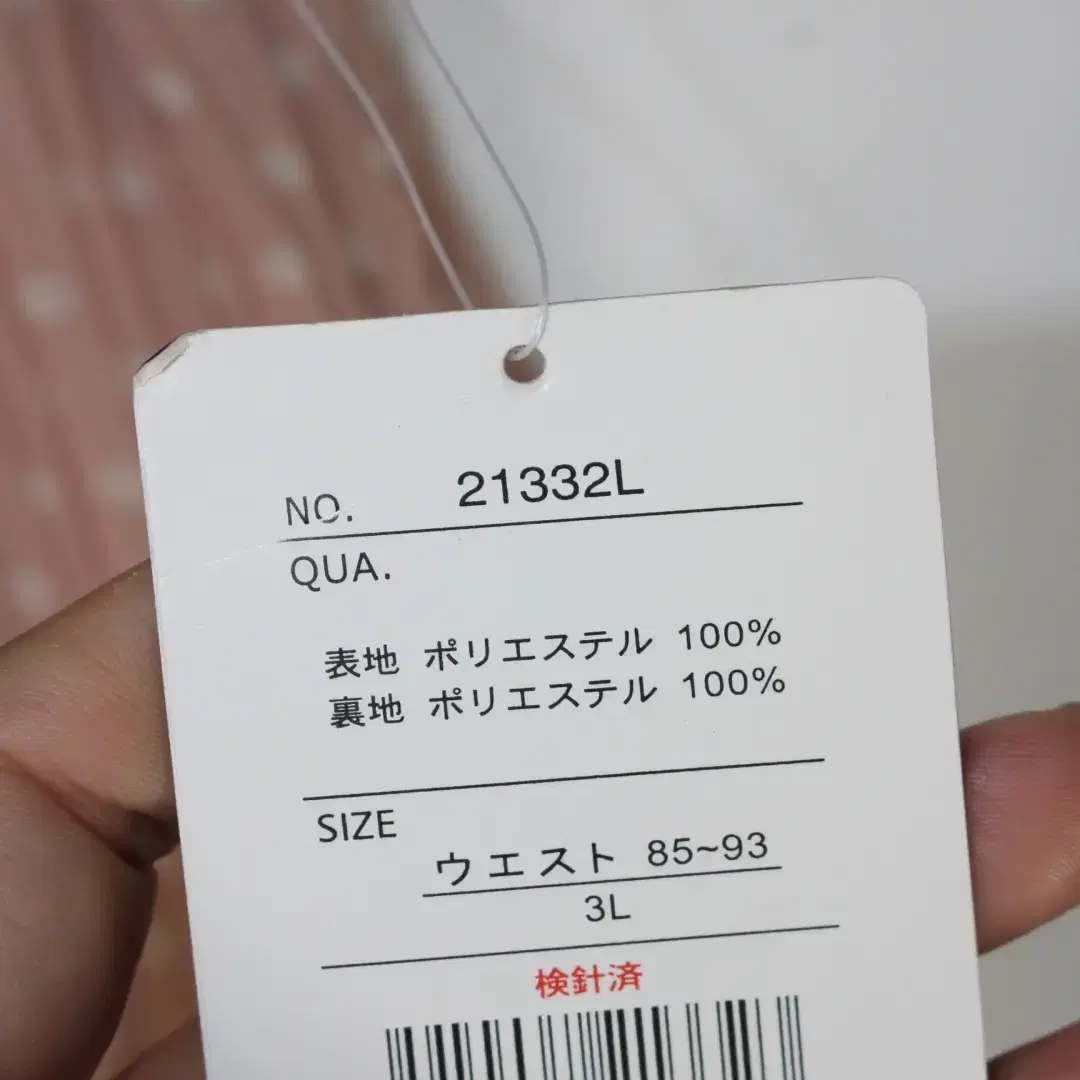 NO. 21332L
QUA.
表地 ポリエステル 100%
裏地 ポリエステル 100%
SIZE
ウエスト 85~93
3L
検針済